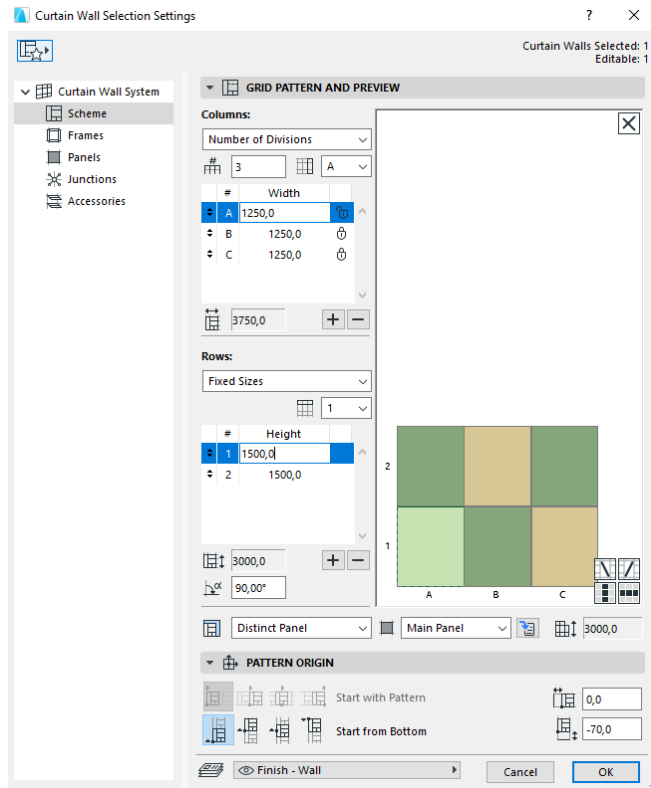 Curtain Wall Selection Settings
?
Curtain Walls Selected: 1
Editable: 1
Curtain Wall System
Scheme
Frames
Panels
Junctions
Accessories
GRID PATTERN AND PREVIEW
Columns:
Number of Divisions
# 3 A
# Width
A 1250,0
B 1250,0
C 1250,0
3750,0 + −
Rows:
Fixed Sizes
1
# Height
1 1500,0
2 1500,0
3000,0 + −
α 90,00°
2
1
A B C
Distinct Panel Main Panel 3000,0
PATTERN ORIGIN
Start with Pattern 0,0
Start from Bottom -70,0
Finish - Wall Cancel OK